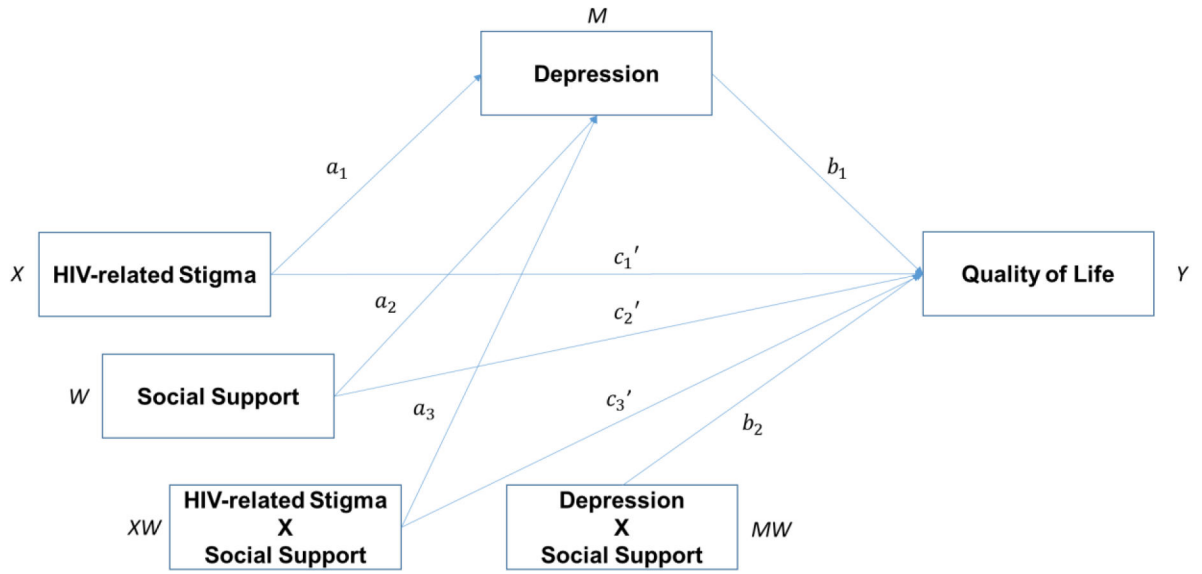 M
Depression
a₁
b₁
X
HIV-related Stigma
c₁′
Quality of Life
Y
a₂
c₂′
W
Social Support
a₃
c₃′
b₂
XW
HIV-related Stigma
X
Social Support
Depression
X
Social Support
MW